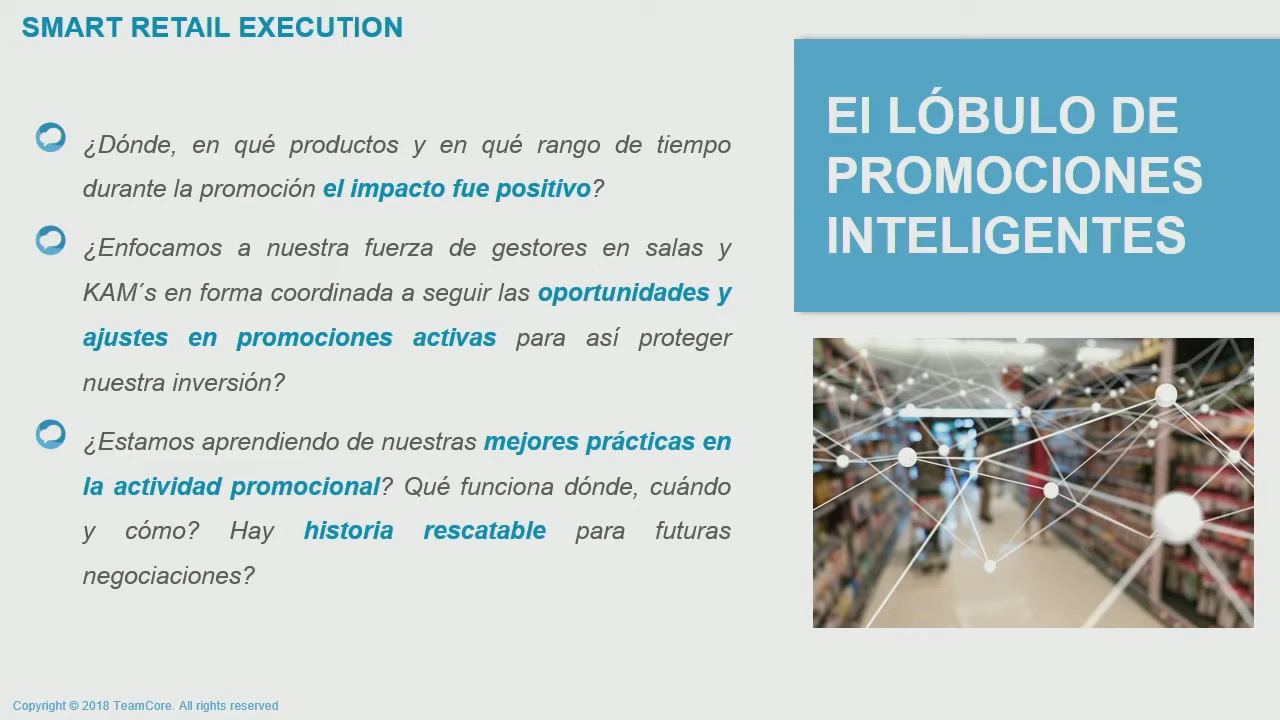 SMART RETAIL EXECUTION
¿Dónde, en qué productos y en qué rango de tiempo
durante la promoción el impacto fue positivo?
¿Enfocamos a nuestra fuerza de gestores en salas y
KAM´s en forma coordinada a seguir las oportunidades y
ajustes en promociones activas para así proteger
nuestra inversión?
¿Estamos aprendiendo de nuestras mejores prácticas en
la actividad promocional? Qué funciona dónde, cuándo
y cómo? Hay historia rescatable para futuras
negociaciones?
El LÓBULO DE
PROMOCIONES
INTELIGENTES
Copyright © 2018 TeamCore. All rights reserved